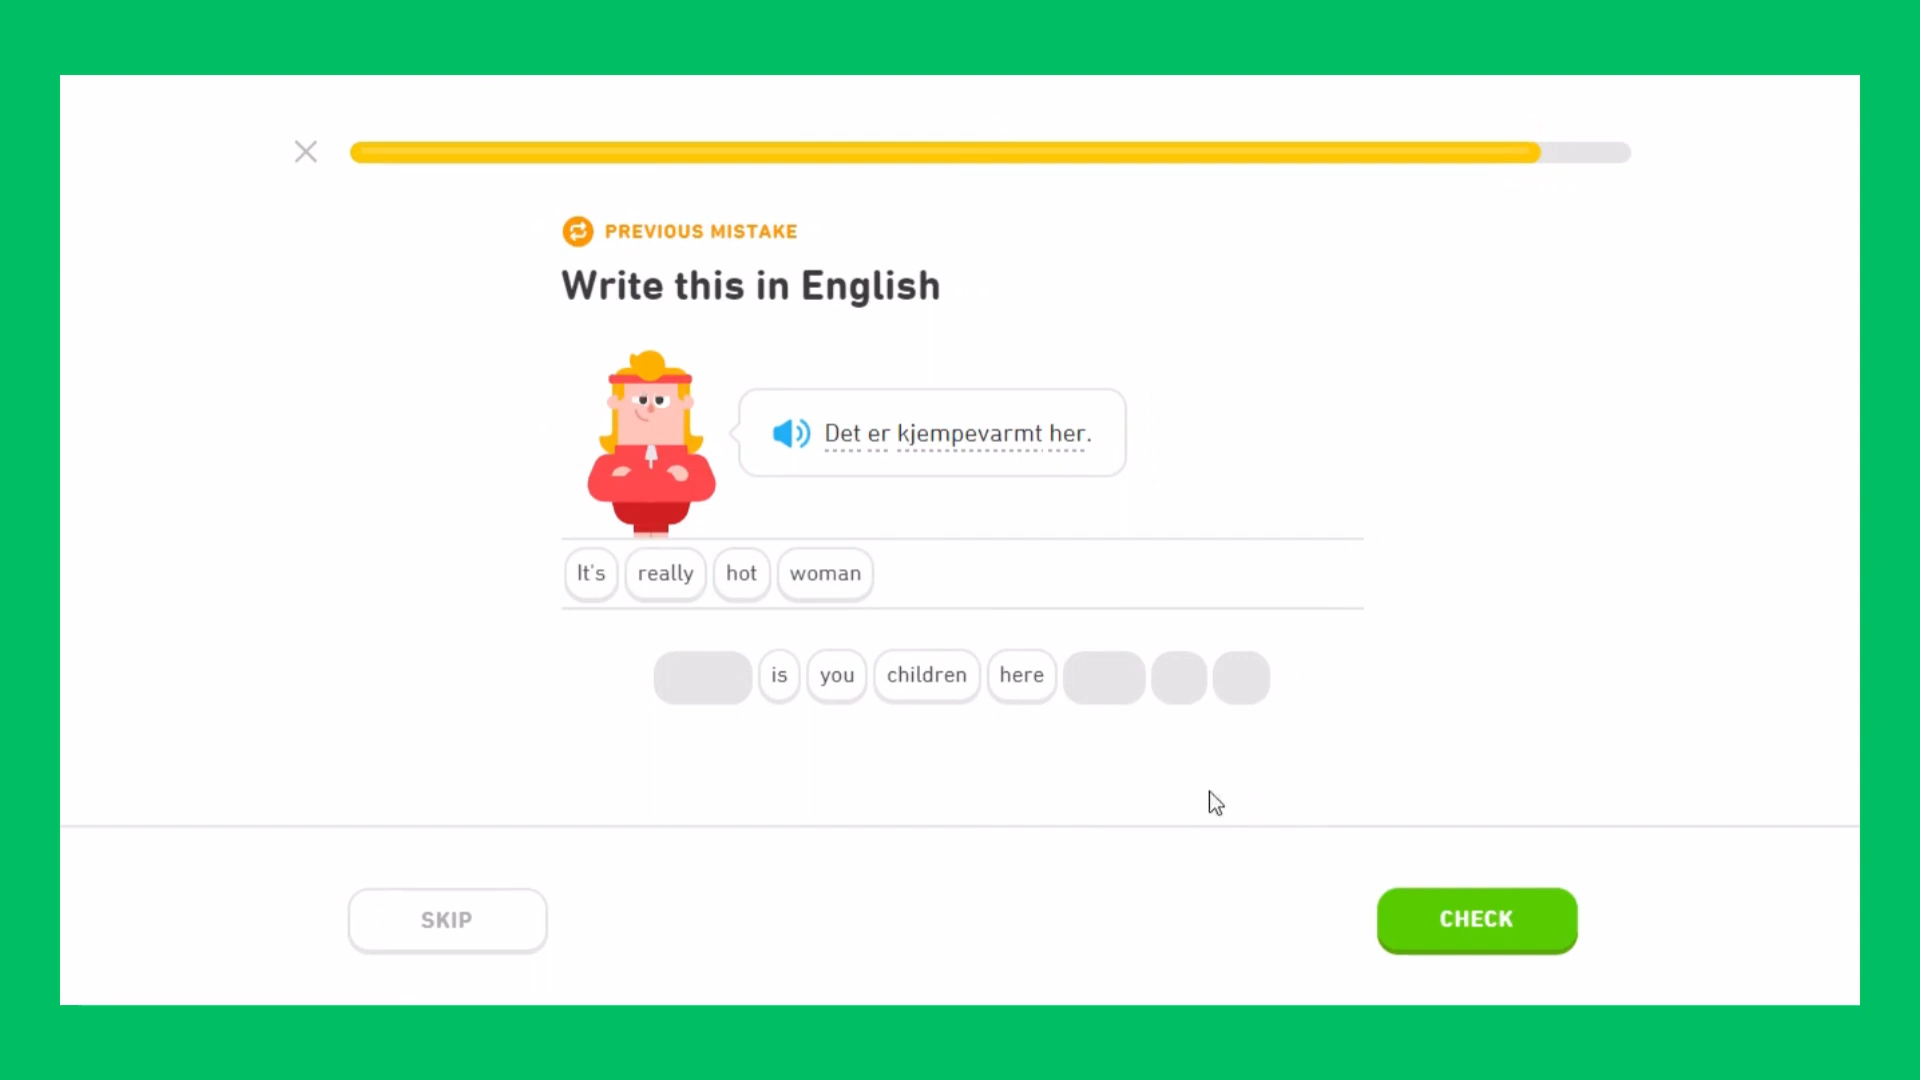 PREVIOUS MISTAKE
Write this in English
Det er kjempevarmt her.
It's really hot woman
is you children here
SKIP
CHECK